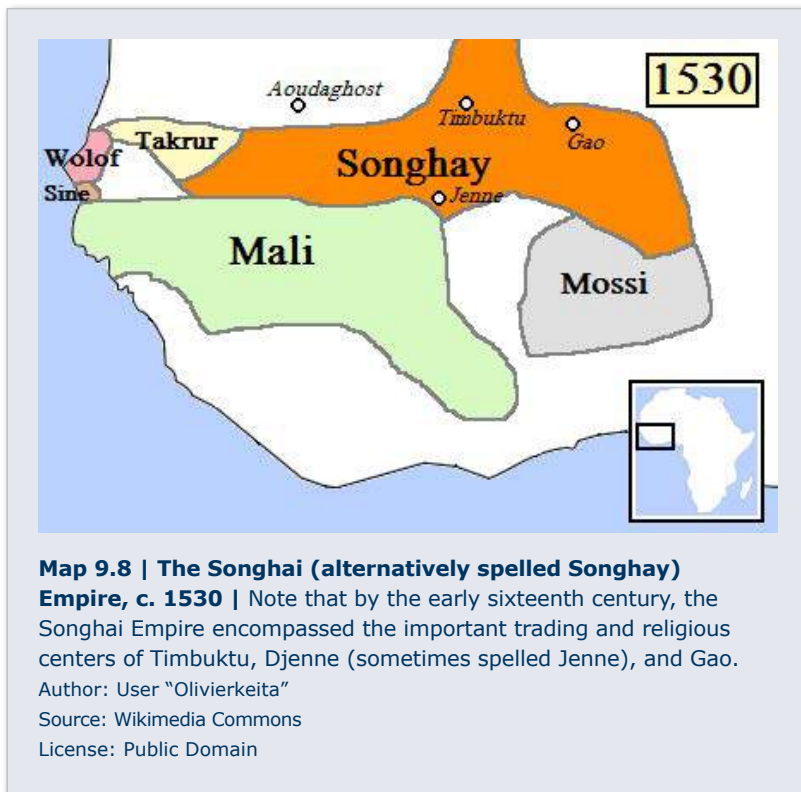 1530
Aoudaghost
Timbuktu
Gao
Takrur
Wolof
Songhay
Sine
Jenne
Mali
Mossi
Map 9.8 | The Songhai (alternatively spelled Songhay)
Empire, c. 1530 | Note that by the early sixteenth century, the
Songhai Empire encompassed the important trading and religious
centers of Timbuktu, Djenne (sometimes spelled Jenne), and Gao.
Author: User “Olivierkeita”
Source: Wikimedia Commons
License: Public Domain